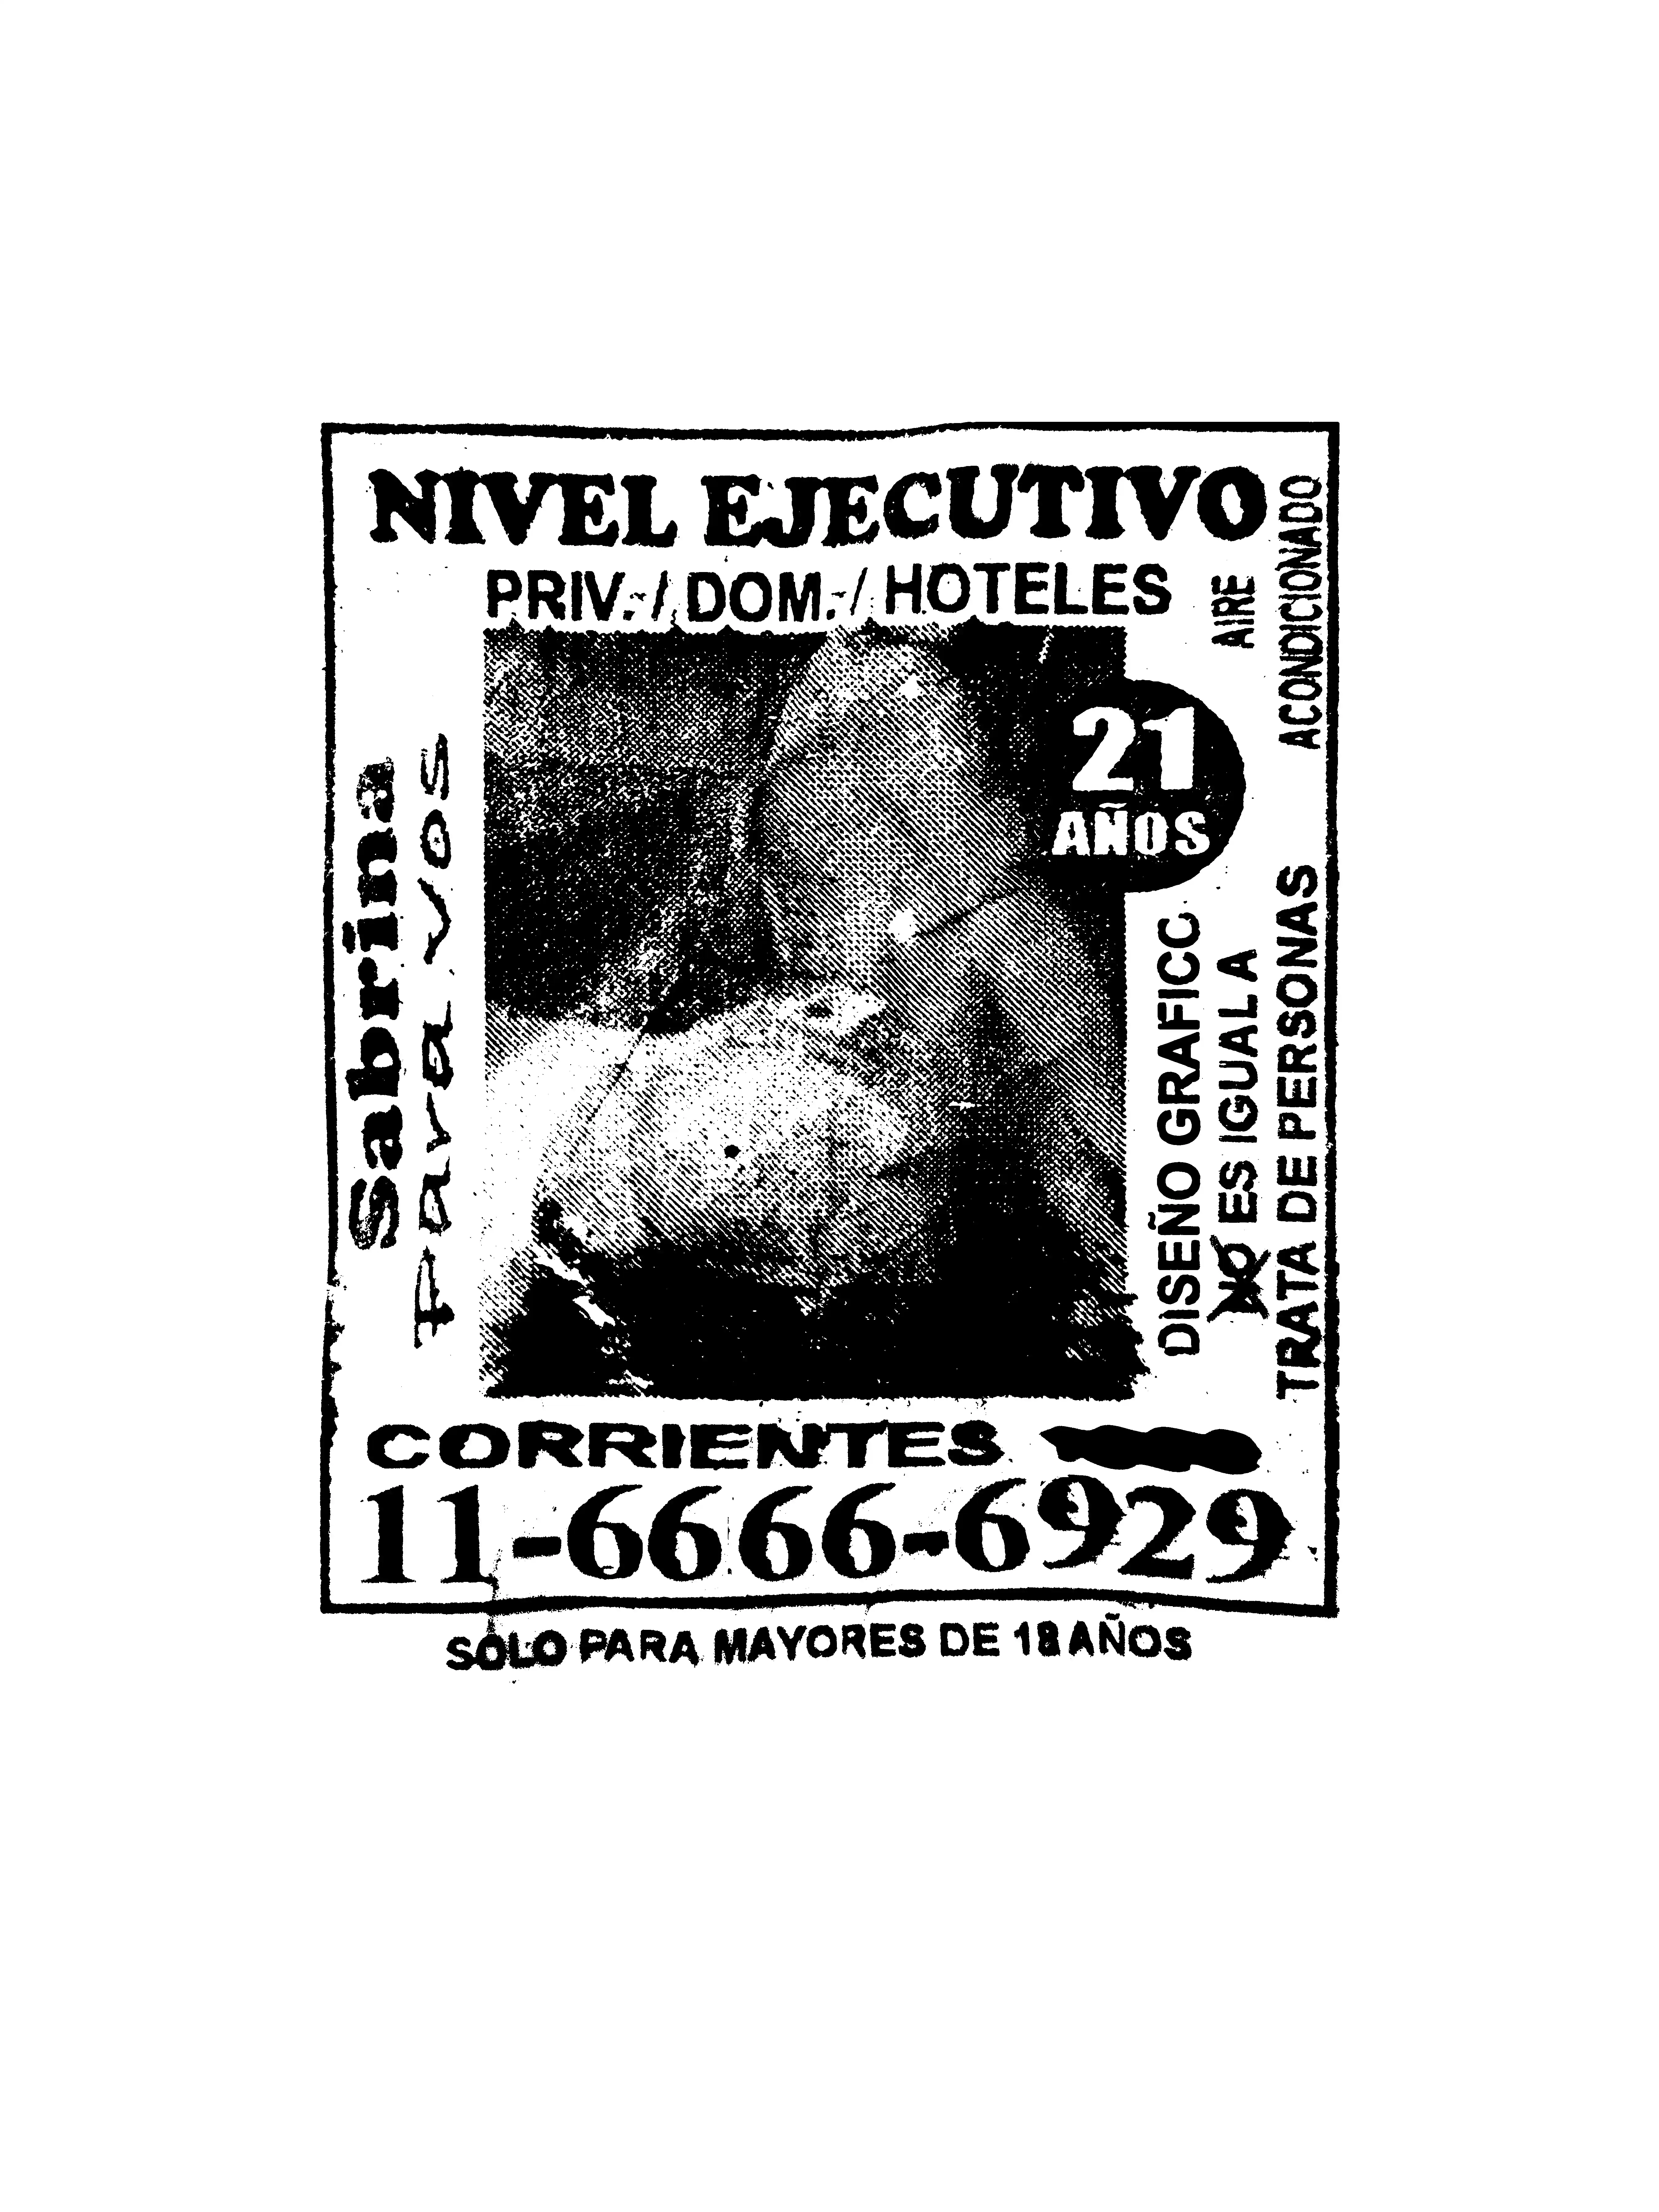 NIVEL EJECUTIVO
PRIV. / DOM. / HOTELES
AIRE
ACONDICIONADO
21
AÑOS
Sabrina
Para vos
DISEÑO GRAFICC
NO ES IGUAL A
TRATA DE PERSONAS
CORRIENTES
11-6666-6929
SOLO PARA MAYORES DE 18 AÑOS